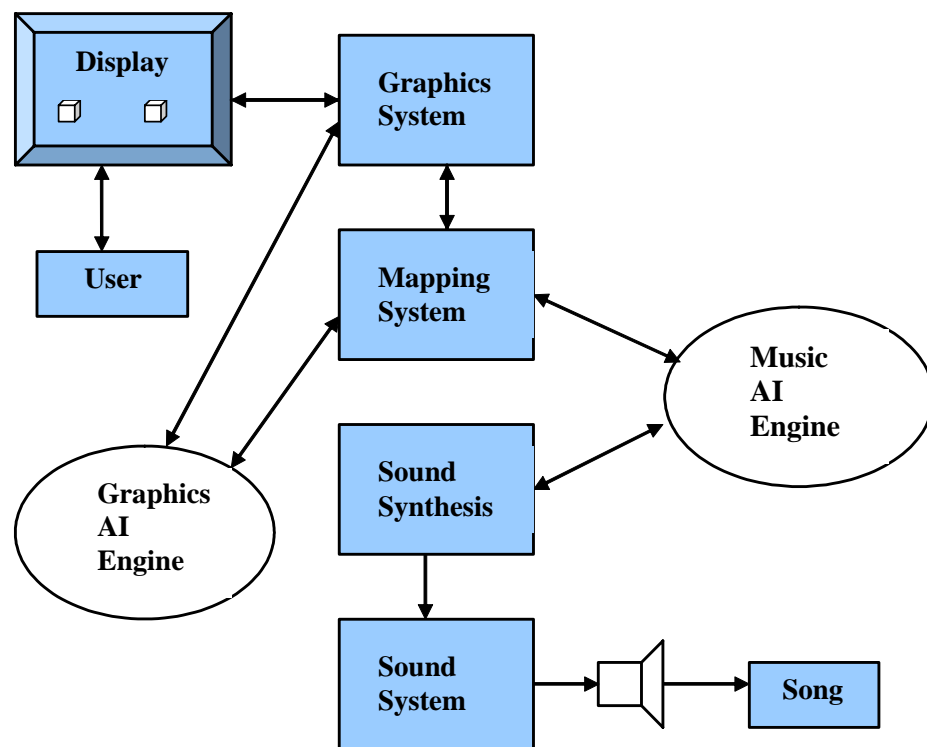 Display
Graphics
System
User
Mapping
System
Music
AI
Engine
Graphics
AI
Engine
Sound
Synthesis
Sound
System
Song